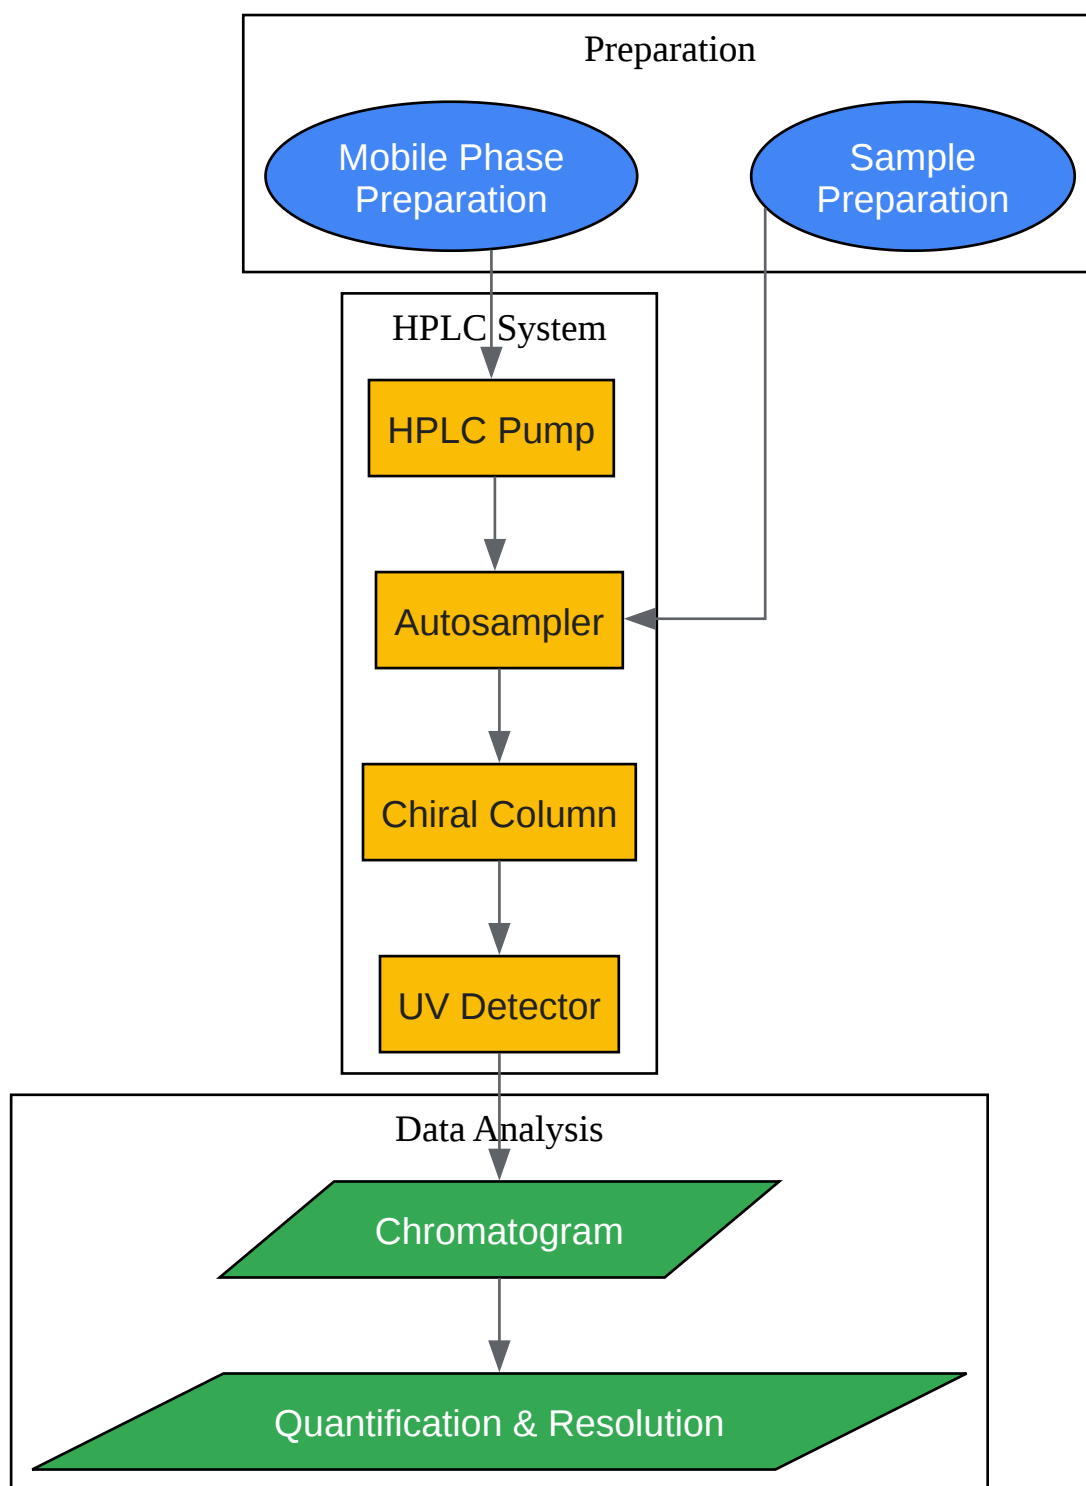 Preparation
Mobile Phase
Preparation
Sample
Preparation
HPLC System
HPLC Pump
Autosampler
Chiral Column
UV Detector
Data Analysis
Chromatogram
Quantification & Resolution